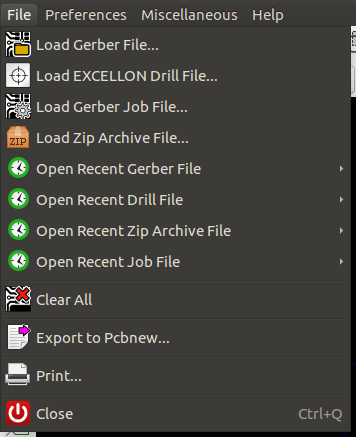 File Preferences Miscellaneous Help
Load Gerber File...
Load EXCELLON Drill File...
Load Gerber Job File...
ZIP Load Zip Archive File...
Open Recent Gerber File
Open Recent Drill File
Open Recent Zip Archive File
Open Recent Job File
Clear All
Export to Pcbnew...
Print...
Close Ctrl+Q